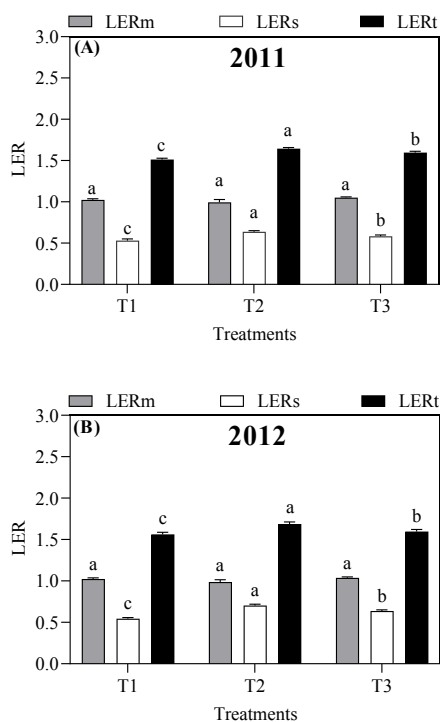 LERm LERs LERt
(A) 2011
3.0
2.5
2.0
1.5
1.0
0.5
0.0
LER
a c c
a a a
a b b
T1 T2 T3
Treatments
LERm LERs LERt
(B) 2012
3.0
2.5
2.0
1.5
1.0
0.5
0.0
LER
a c c
a a a
a b b
T1 T2 T3
Treatments